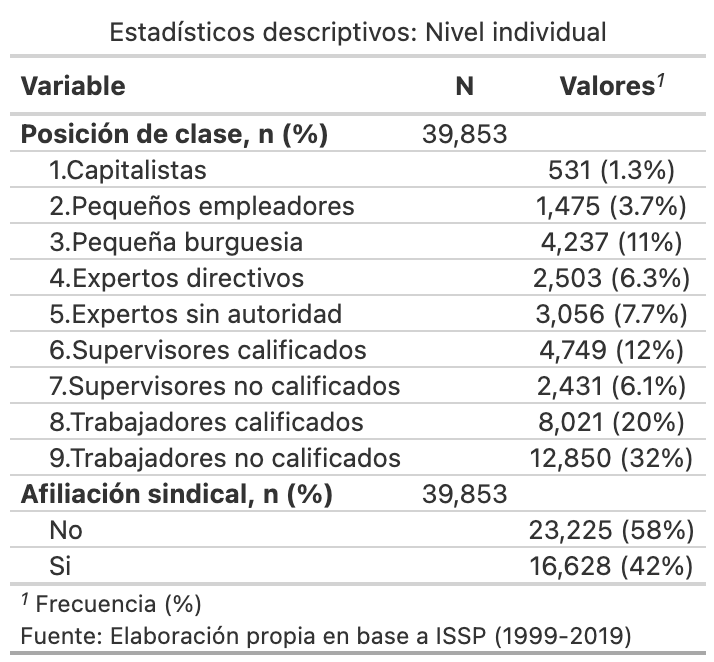 Estadísticos descriptivos: Nivel individual
Variable N Valores¹
Posición de clase, n (%) 39,853
1.Capitalistas 531 (1.3%)
2.Pequeños empleadores 1,475 (3.7%)
3.Pequeña burguesia 4,237 (11%)
4.Expertos directivos 2,503 (6.3%)
5.Expertos sin autoridad 3,056 (7.7%)
6.Supervisores calificados 4,749 (12%)
7.Supervisores no calificados 2,431 (6.1%)
8.Trabajadores calificados 8,021 (20%)
9.Trabajadores no calificados 12,850 (32%)
Afiliación sindical, n (%) 39,853
No 23,225 (58%)
Si 16,628 (42%)
¹ Frecuencia (%)
Fuente: Elaboración propia en base a ISSP (1999-2019)